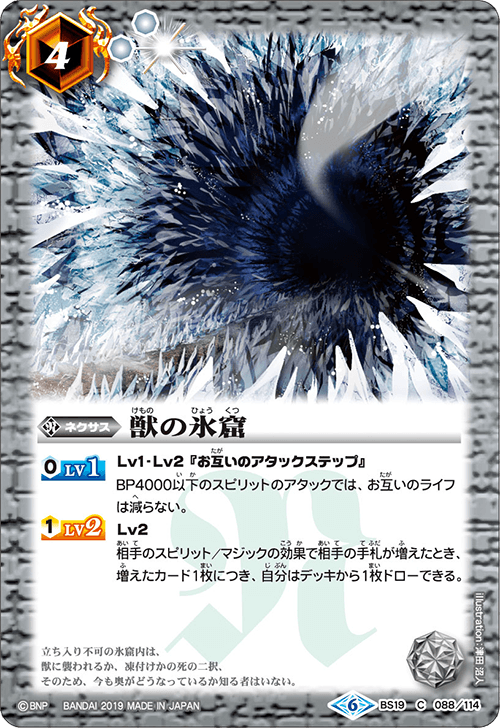 4
けもの ひょう くつ
ネクサス 獣の氷窟
0 LV1 Lv1・Lv2『お互いのアタックステップ』
BP4000以下のスピリットのアタックでは、お互いのライフ
は減らない。
1 LV2 Lv2
相手のスピリット/マジックの効果で相手の手札が増えたとき、
増えたカード1枚につき、自分はデッキから1枚ドローできる。
立ち入り不可の氷窟内は、
獣に襲われるか、凍付けかの死の二択、
そのため、今も奥がどうなっているか知る者はいない。
©BNP BANDAI 2019 MADE IN JAPAN
6 BS19 C 088/114
illustration: